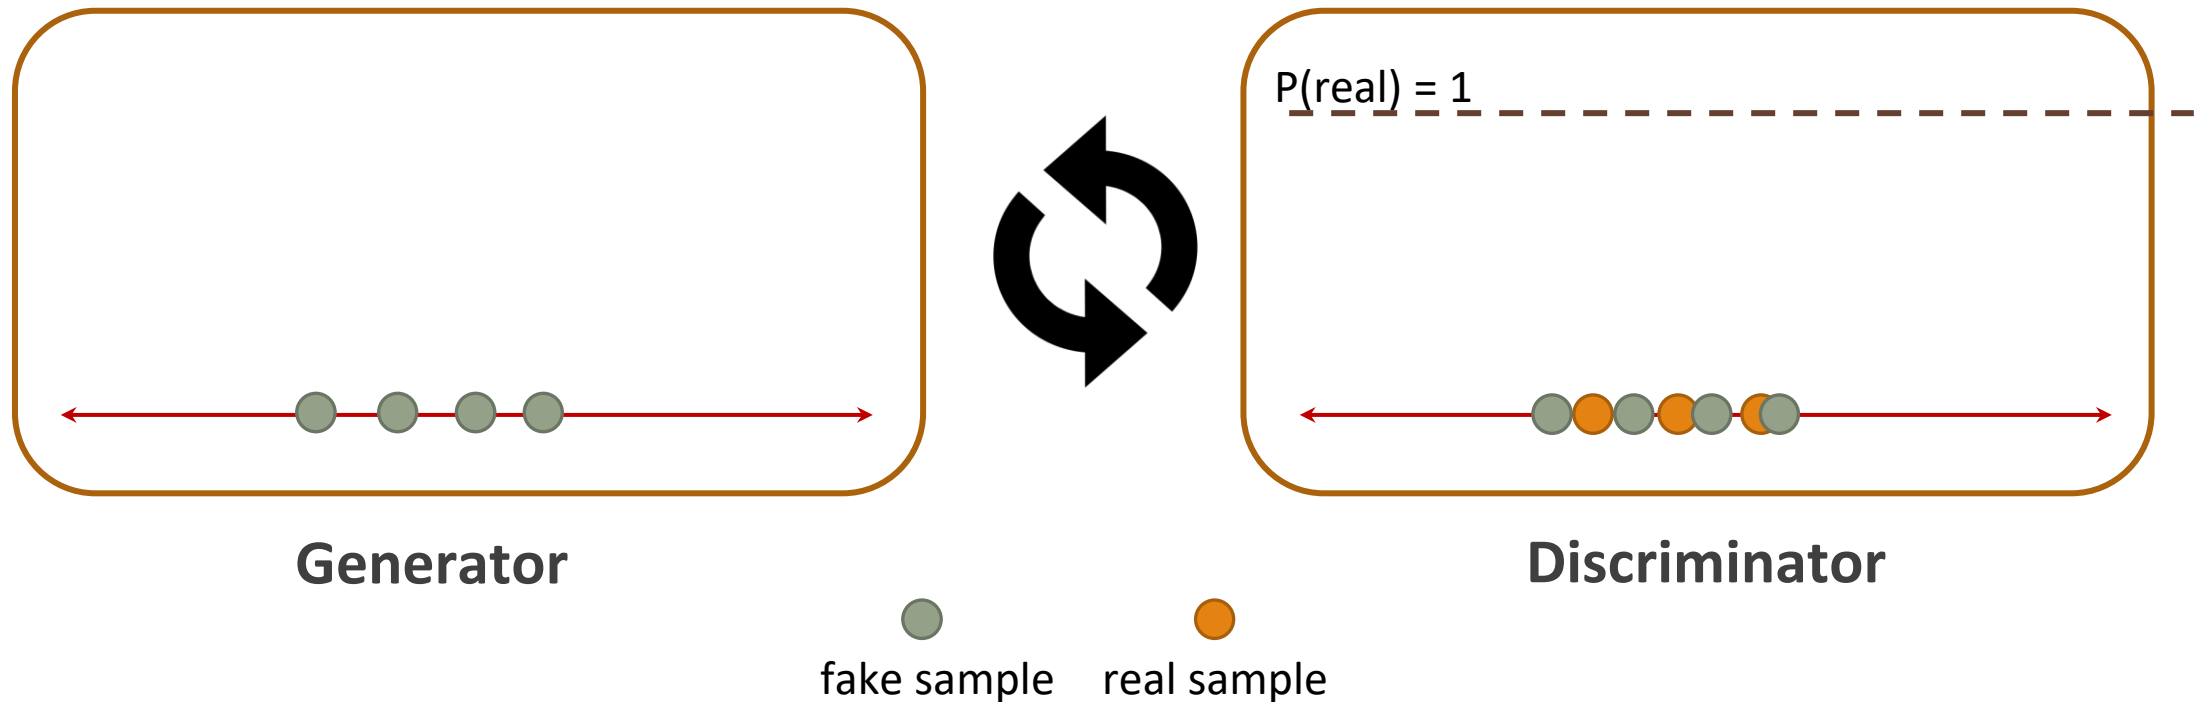 P(real) = 1
Generator
Discriminator
fake sample
real sample